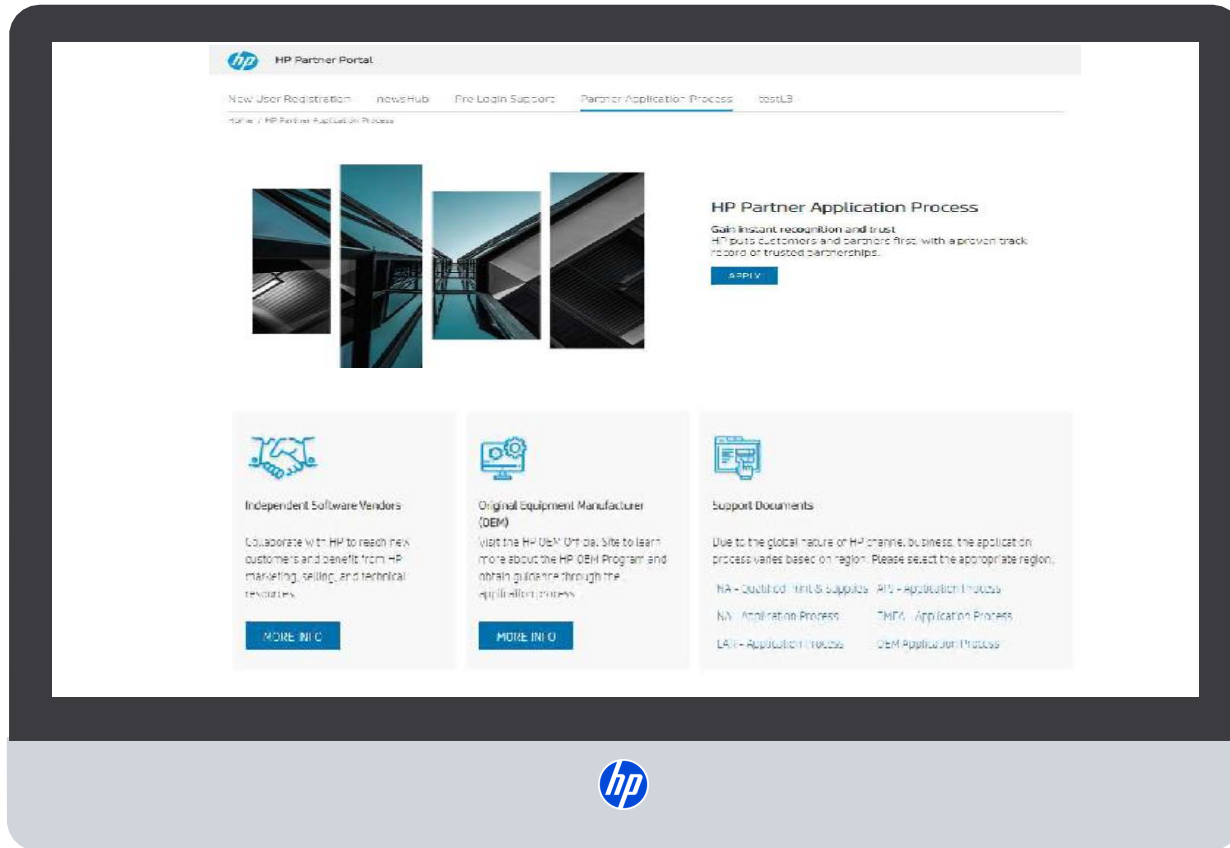 hp HP Partner Portal
New User Registration newsHub Pre Login Support Partner Application Process testLB
Home / HP Partner Application Process
HP Partner Application Process
Gain instant recognition and trust
HP puts customers and partners first, with a proven track
record of trusted partnerships.
APPLY
Independent Software Vendors
Collaborate with HP to reach new
customers and benefit from HP
marketing, selling, and technical
resources.
MORE INFO
Original Equipment Manufacturer
(OEM)
Visit the HP OEM Official Site to learn
more about the HP OEM Program and
obtain guidance through the
application process
MORE INFO
Support Documents
Due to the global nature of HP channel business, the application
process varies based on region. Please select the appropriate region.
NA - Qualified Print & Supplies APJ - Application Process
NA - Application Process EMEA - Application Process
LAR - Application Process OEM Application Process
hp